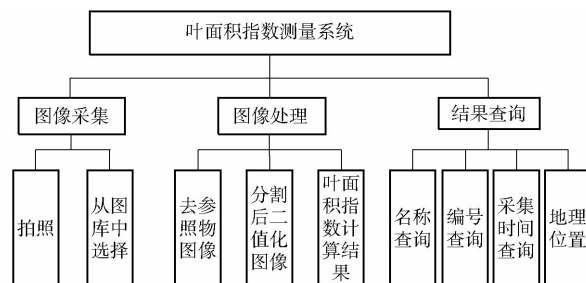 叶面积指数测量系统
图像采集
图像处理
结果查询
拍照
从图
库中
选择
去参
照物
图像
分割
后二
值化
图像
叶面
积指
数计
算结
果
名称
查询
编号
查询
采集
时间
查询
地理
位置